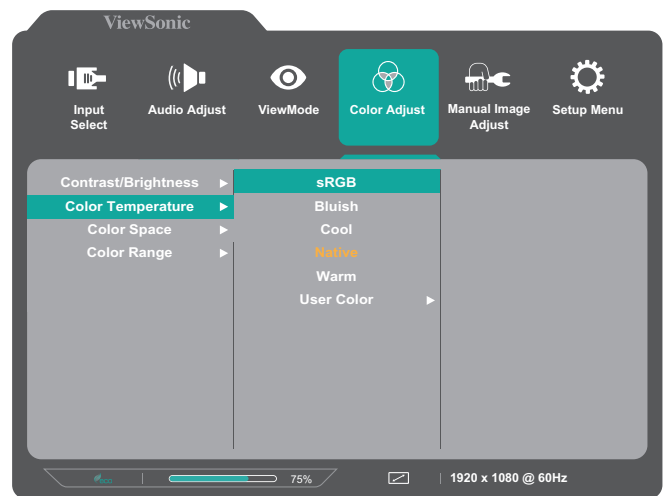 ViewSonic
Input Select
Audio Adjust
ViewMode
Color Adjust
Manual Image Adjust
Setup Menu
Contrast/Brightness
Color Temperature
Color Space
Color Range
sRGB
Bluish
Cool
Native
Warm
User Color
eco
75%
1920 x 1080 @ 60Hz